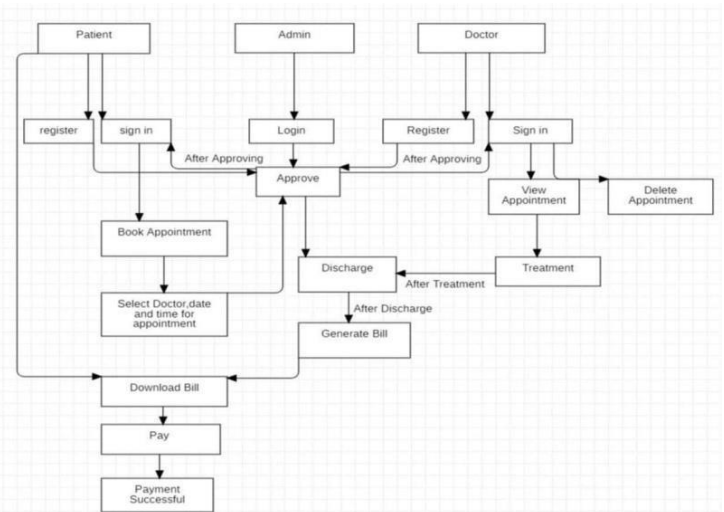 Patient
Admin
Doctor
register
sign in
Login
Register
Sign in
After Approving
After Approving
Approve
View
Appointment
Delete
Appointment
Book Appointment
Discharge
Treatment
After Treatment
Select Doctor,date
and time for
appointment
After Discharge
Generate Bill
Download Bill
Pay
Payment
Successful